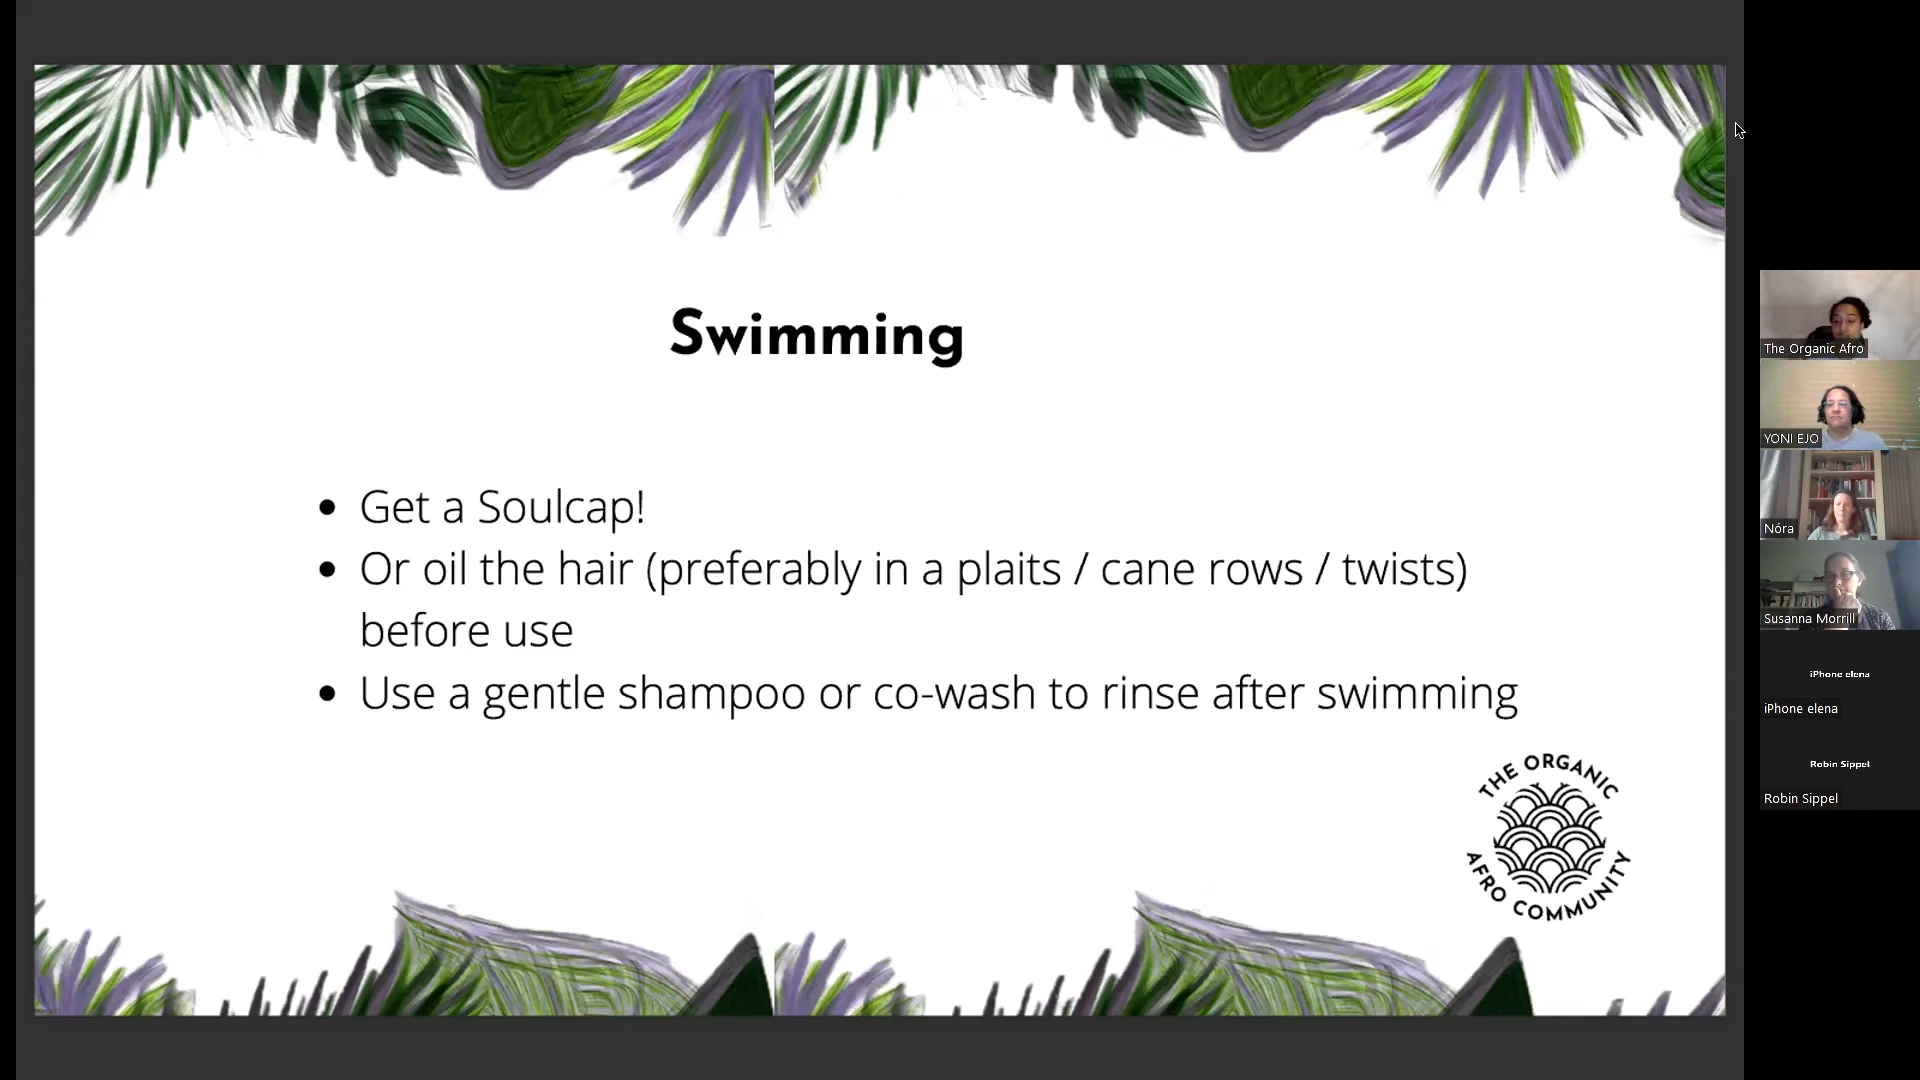 Swimming
Get a Soulcap!
Or oil the hair (preferably in a plaits / cane rows / twists)
before use
Use a gentle shampoo or co-wash to rinse after swimming
THE ORGANIC
AFRO COMMUNITY
The Organic Afro
YONI EJO
Nóra
Susanna Morrill
iPhone elena
iPhone elena
Robin Sippel
Robin Sippel